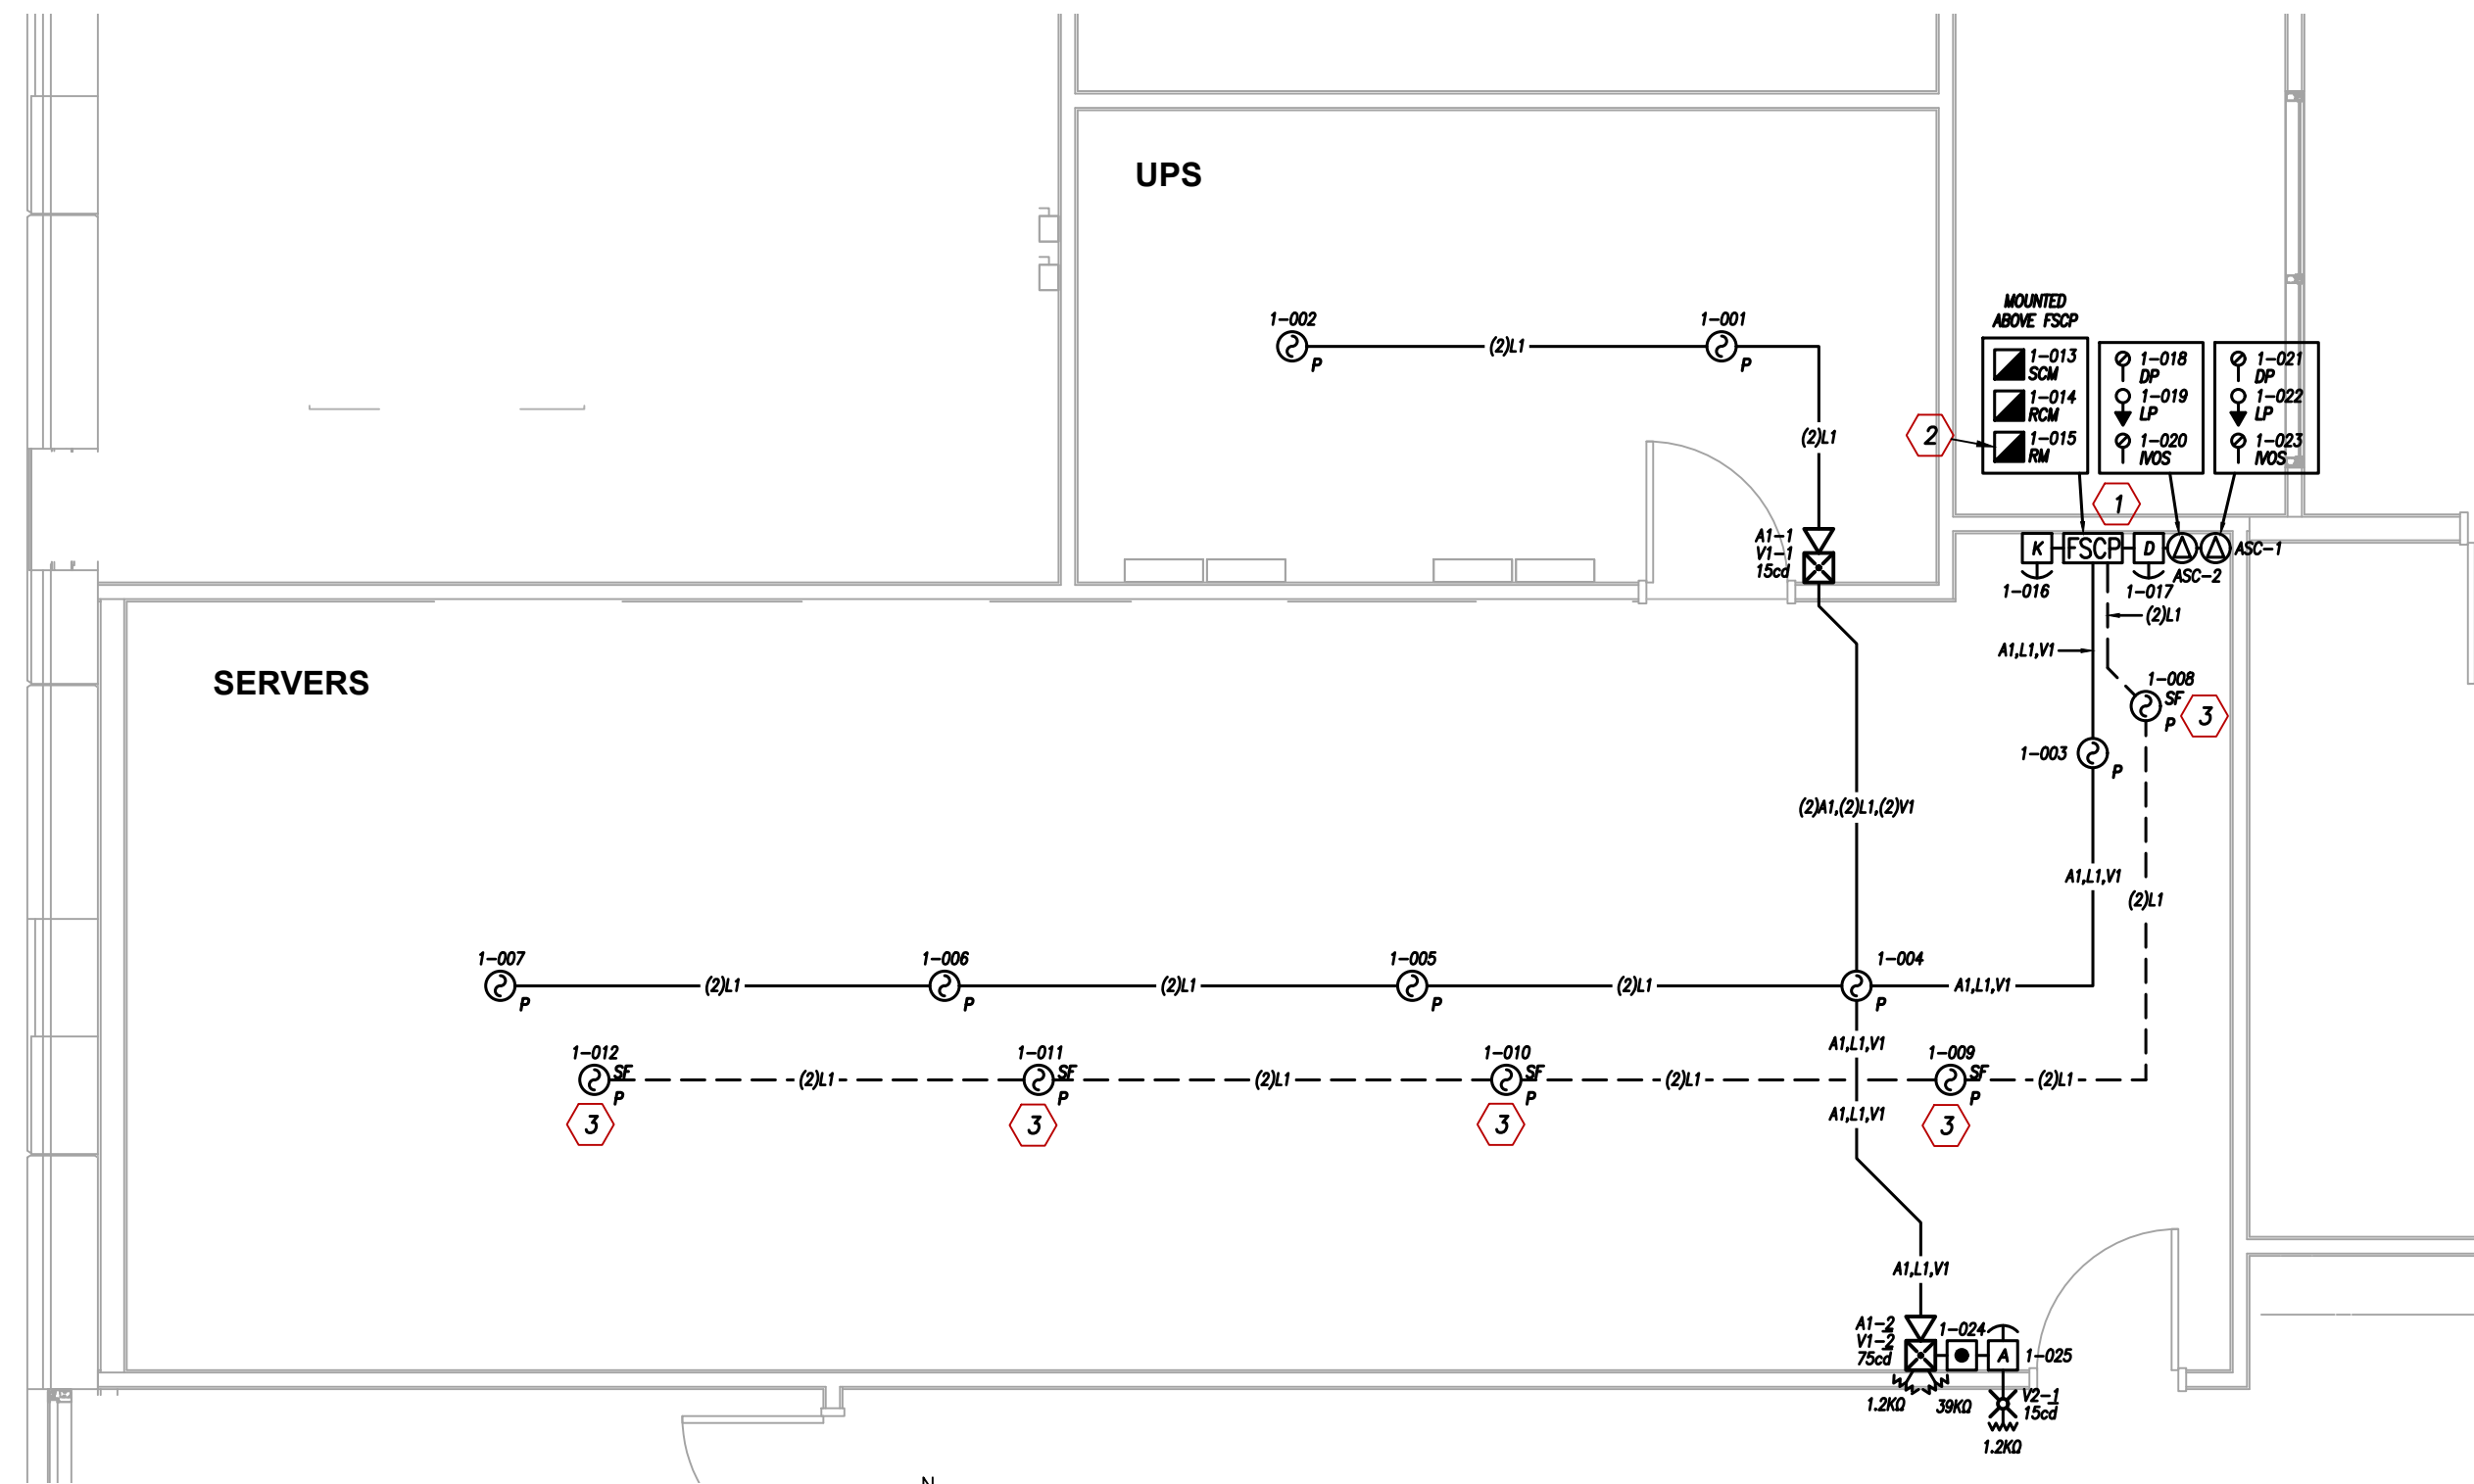 UPS
MOUNTED
ABOVE FSCP
1-002
1-001
(2)L1
P
P
1-013
SCM
1-014
RCM
1-015
RM
1-018
DP
1-019
LP
1-020
IVOS
1-021
DP
1-022
LP
1-023
IVOS
2
(2)L1
1
A1-1
V1-1
15cd
K
FSCP
D
ASC-1
ASC-2
1-016
1-017
(2)L1
A1,L1,V1
SERVERS
1-008
SF
P
3
1-003
P
(2)A1,(2)L1,(2)V1
A1,L1,V1
(2)L1
1-007
1-006
1-005
1-004
(2)L1
(2)L1
(2)L1
A1,L1,V1
P
P
P
P
A1,L1,V1
1-012
SF
P
1-011
SF
P
1-010
SF
P
1-009
SF
P
(2)L1
(2)L1
(2)L1
(2)L1
3
3
3
3
A1,L1,V1
A1,L1,V1
A1-2
V1-2
75cd
1-024
A
1-025
1.2KΩ
39KΩ
V2-1
15cd
1.2KΩ
N